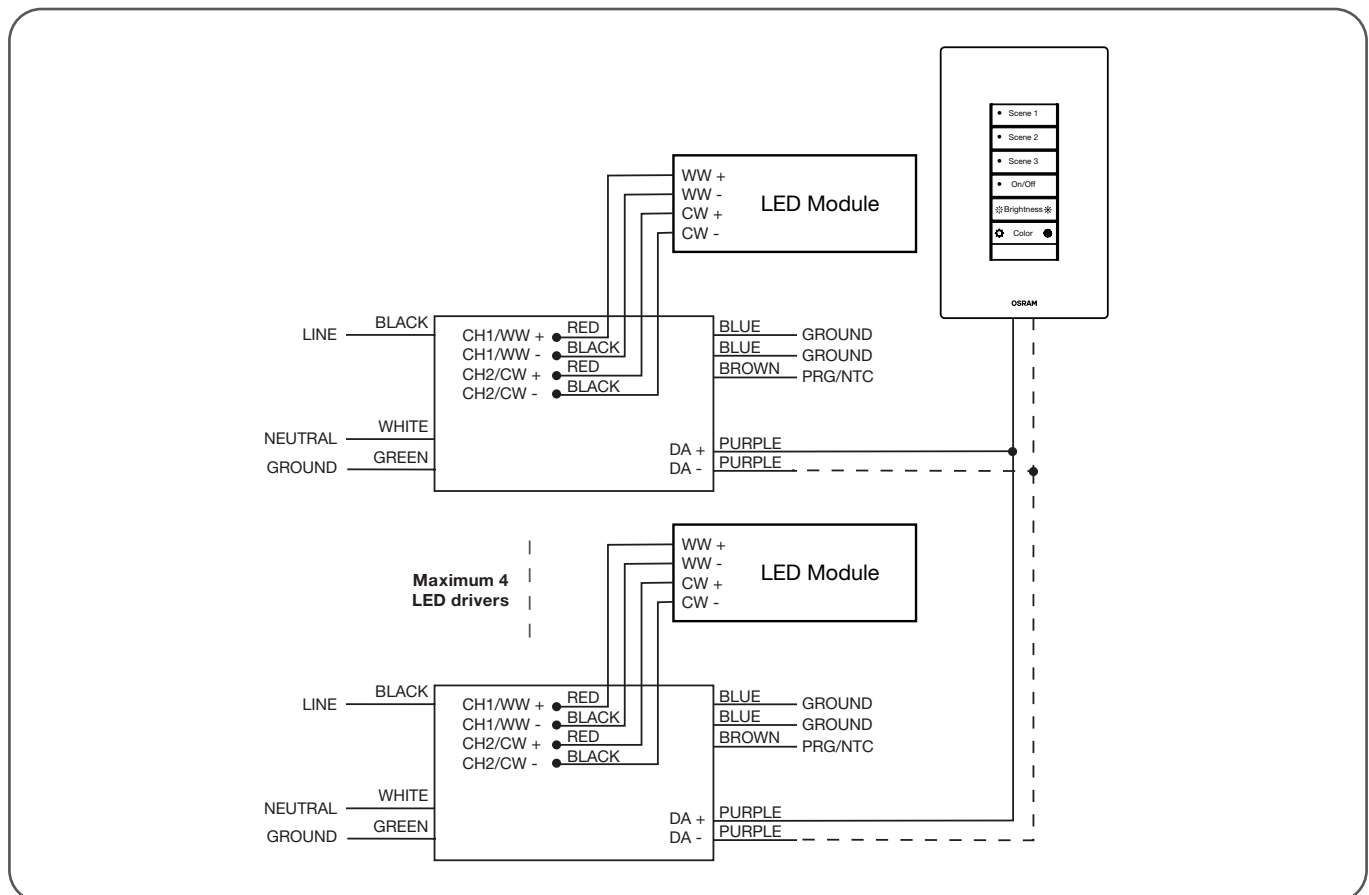 Scene 1
Scene 2
Scene 3
On/Off
Brightness
Color
OSRAM
WW +
WW -
CW +
CW -
LED Module
LINE
BLACK
NEUTRAL
WHITE
GROUND
GREEN
CH1/WW +
CH1/WW -
CH2/CW +
CH2/CW -
RED
BLACK
RED
BLACK
BLUE
GROUND
BLUE
GROUND
BROWN
PRG/NTC
DA +
PURPLE
DA -
PURPLE
Maximum 4
LED drivers
WW +
WW -
CW +
CW -
LED Module
LINE
BLACK
NEUTRAL
WHITE
GROUND
GREEN
CH1/WW +
CH1/WW -
CH2/CW +
CH2/CW -
RED
BLACK
RED
BLACK
BLUE
GROUND
BLUE
GROUND
BROWN
PRG/NTC
DA +
PURPLE
DA -
PURPLE